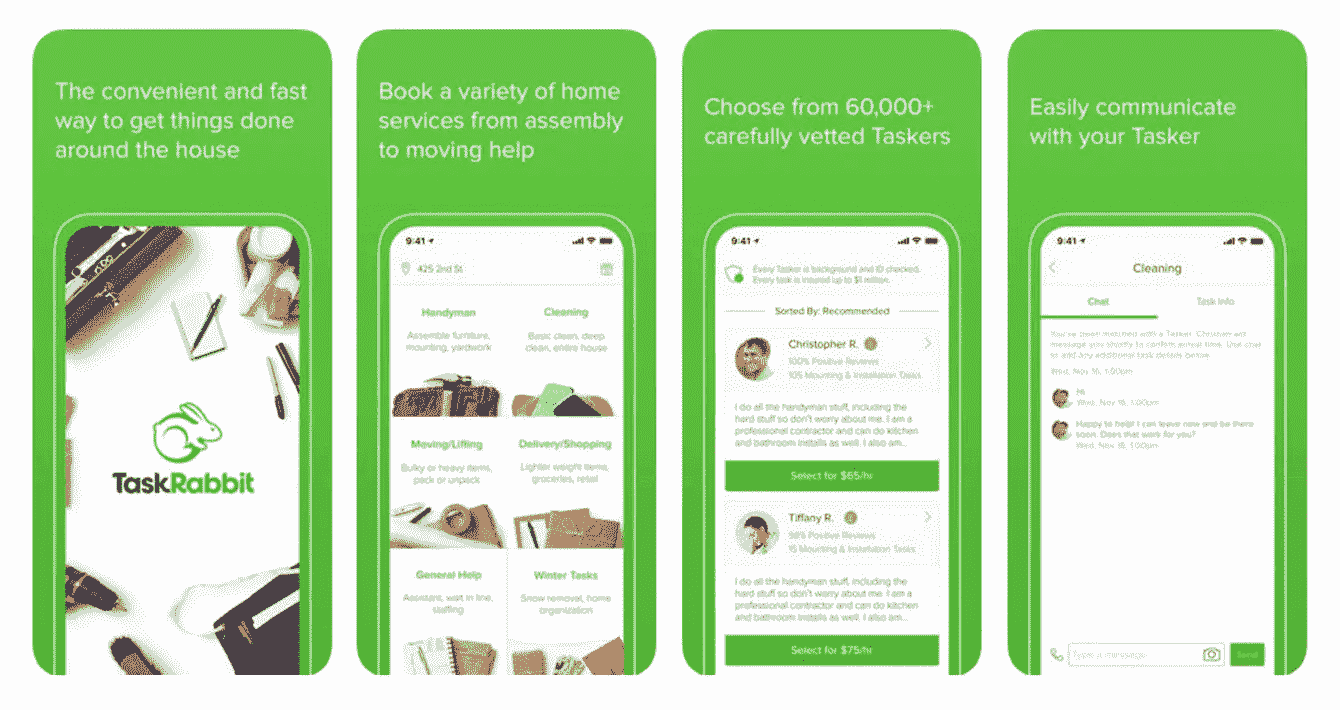 The convenient and fast
way to get things done
around the house
TaskRabbit
Book a variety of home
services from assembly
to moving help
9:41
425 2nd St
Handyman
Assemble furniture,
mounting, yardwork
Cleaning
Basic clean, deep
clean, entire house
Moving/Lifting
Bulky or heavy items,
pack or unpack
Delivery/Shopping
Lighter weight items,
groceries, retail
General Help
Assistant, wait in line,
staffing
Winter Tasks
Snow removal, home
organization
Choose from 60,000+
carefully vetted Taskers
9:41
Every Tasker is background and ID checked.
Every task is insured up to $1 million.
Sorted By: Recommended
Christopher R.
100% Positive Reviews
105 Mounting & Installation Tasks
I do all the handyman stuff, including the
hard stuff so don't worry about me. I am a
professional contractor and can do kitchen
and bathroom installs as well. I also am...
Select for $65/hr
Tiffany R.
98% Positive Reviews
15 Mounting & Installation Tasks
I do all the handyman stuff, including the
hard stuff so don't worry about me. I am a
professional contractor and can do kitchen
and bathroom installs as well. I also am...
Select for $75/hr
Easily communicate
with your Tasker
9:41
Cleaning
Chat
Task Info
You've been matched with a Tasker. Christopher will
message you shortly to confirm arrival time. Use chat
to add any additional task details below.
Wed, Nov 16, 1:00pm
Hi
Wed, Nov 16, 1:00pm
Happy to help! I can leave now and be there
soon. Does that work for you?
Wed, Nov 16, 1:00pm
Type a message
Send